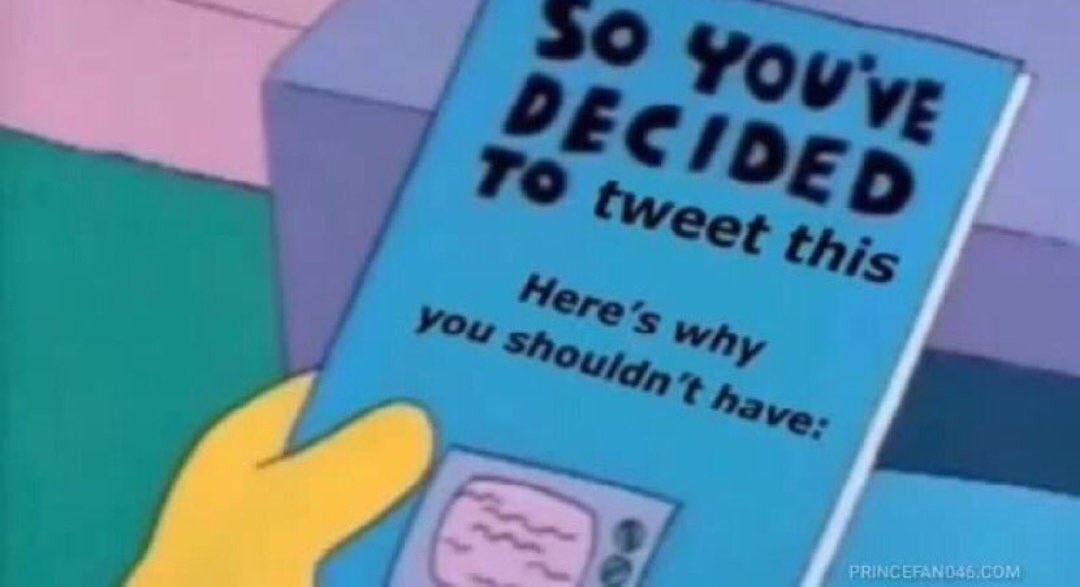 SO YOU'VE
DECIDED
TO tweet this
Here's why
you shouldn't have:
PRINCEFAN046.COM